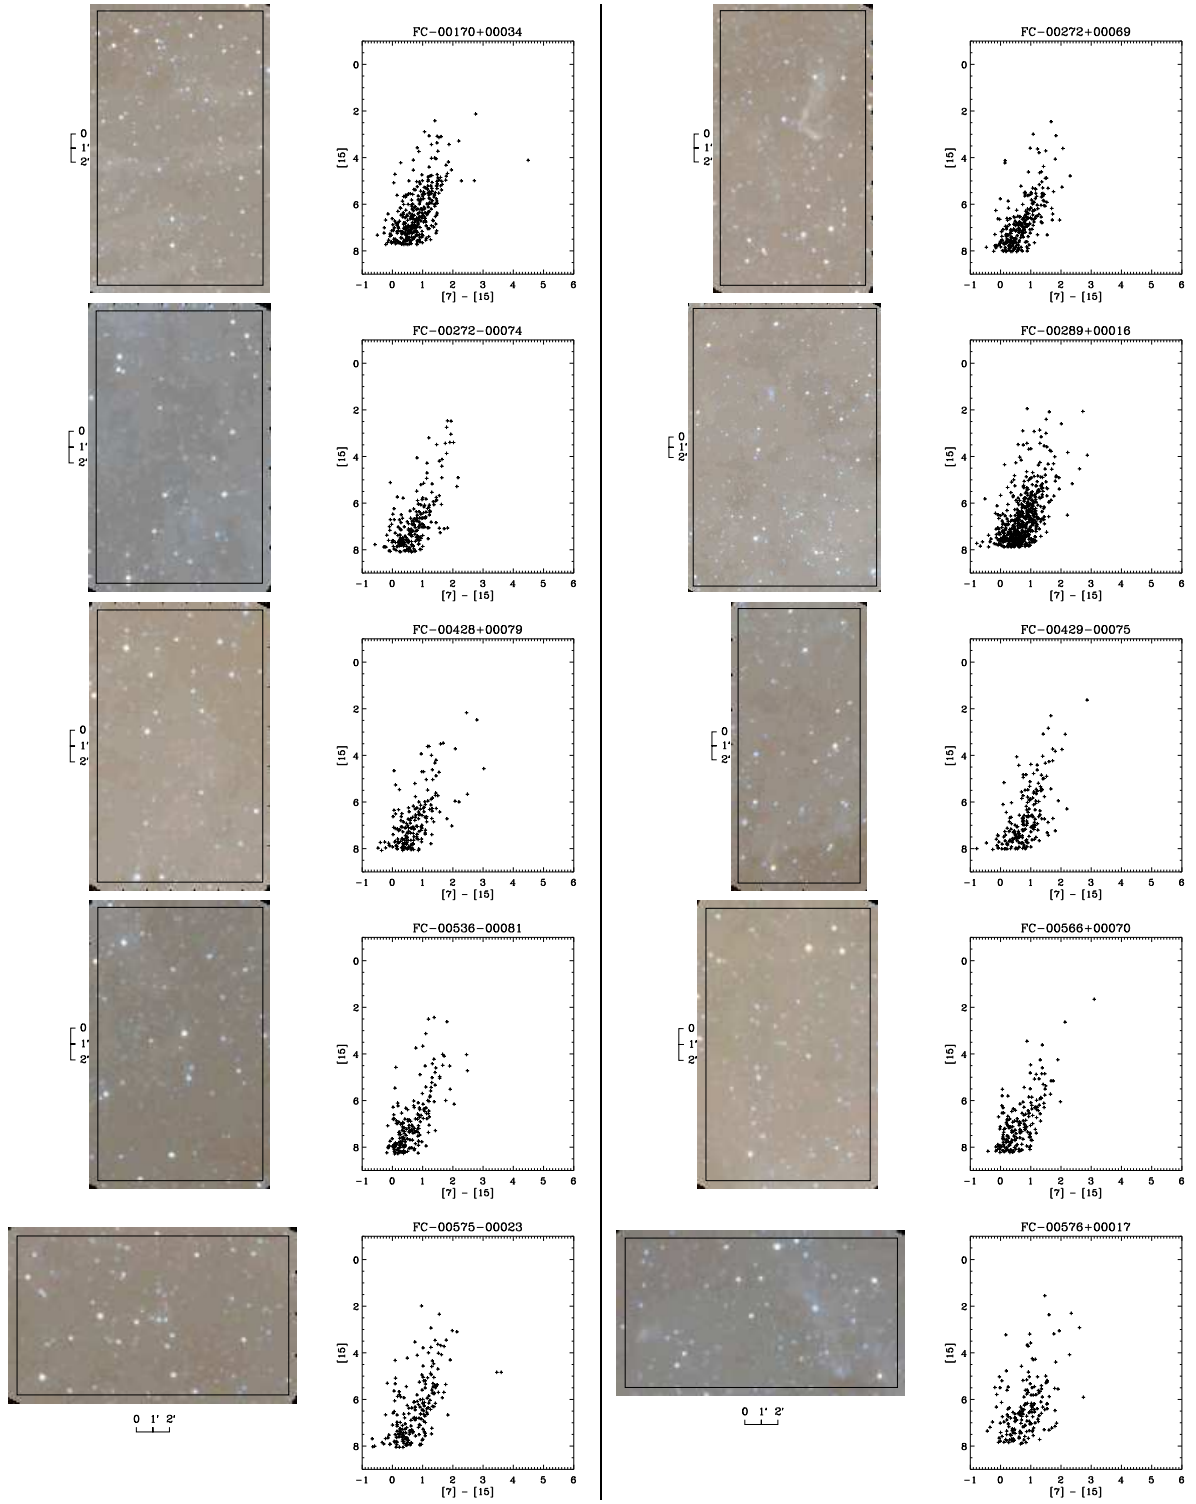 FC-00170+00034
0
1'
2'
0
2
4
6
8
[15]
-1 0 1 2 3 4 5 6
[7] - [15]
FC-00272+00069
0
1'
2'
0
2
4
6
8
[15]
-1 0 1 2 3 4 5 6
[7] - [15]
FC-00272-00074
0
1'
2'
0
2
4
6
8
[15]
-1 0 1 2 3 4 5 6
[7] - [15]
FC-00289+00016
0
1'
2'
0
2
4
6
8
[15]
-1 0 1 2 3 4 5 6
[7] - [15]
FC-00428+00079
0
1'
2'
0
2
4
6
8
[15]
-1 0 1 2 3 4 5 6
[7] - [15]
FC-00429-00075
0
1'
2'
0
2
4
6
8
[15]
-1 0 1 2 3 4 5 6
[7] - [15]
FC-00536-00081
0
1'
2'
0
2
4
6
8
[15]
-1 0 1 2 3 4 5 6
[7] - [15]
FC-00566+00070
0
1'
2'
0
2
4
6
8
[15]
-1 0 1 2 3 4 5 6
[7] - [15]
FC-00575-00023
0 1' 2'
0
2
4
6
8
[15]
-1 0 1 2 3 4 5 6
[7] - [15]
FC-00576+00017
0 1' 2'
0
2
4
6
8
[15]
-1 0 1 2 3 4 5 6
[7] - [15]